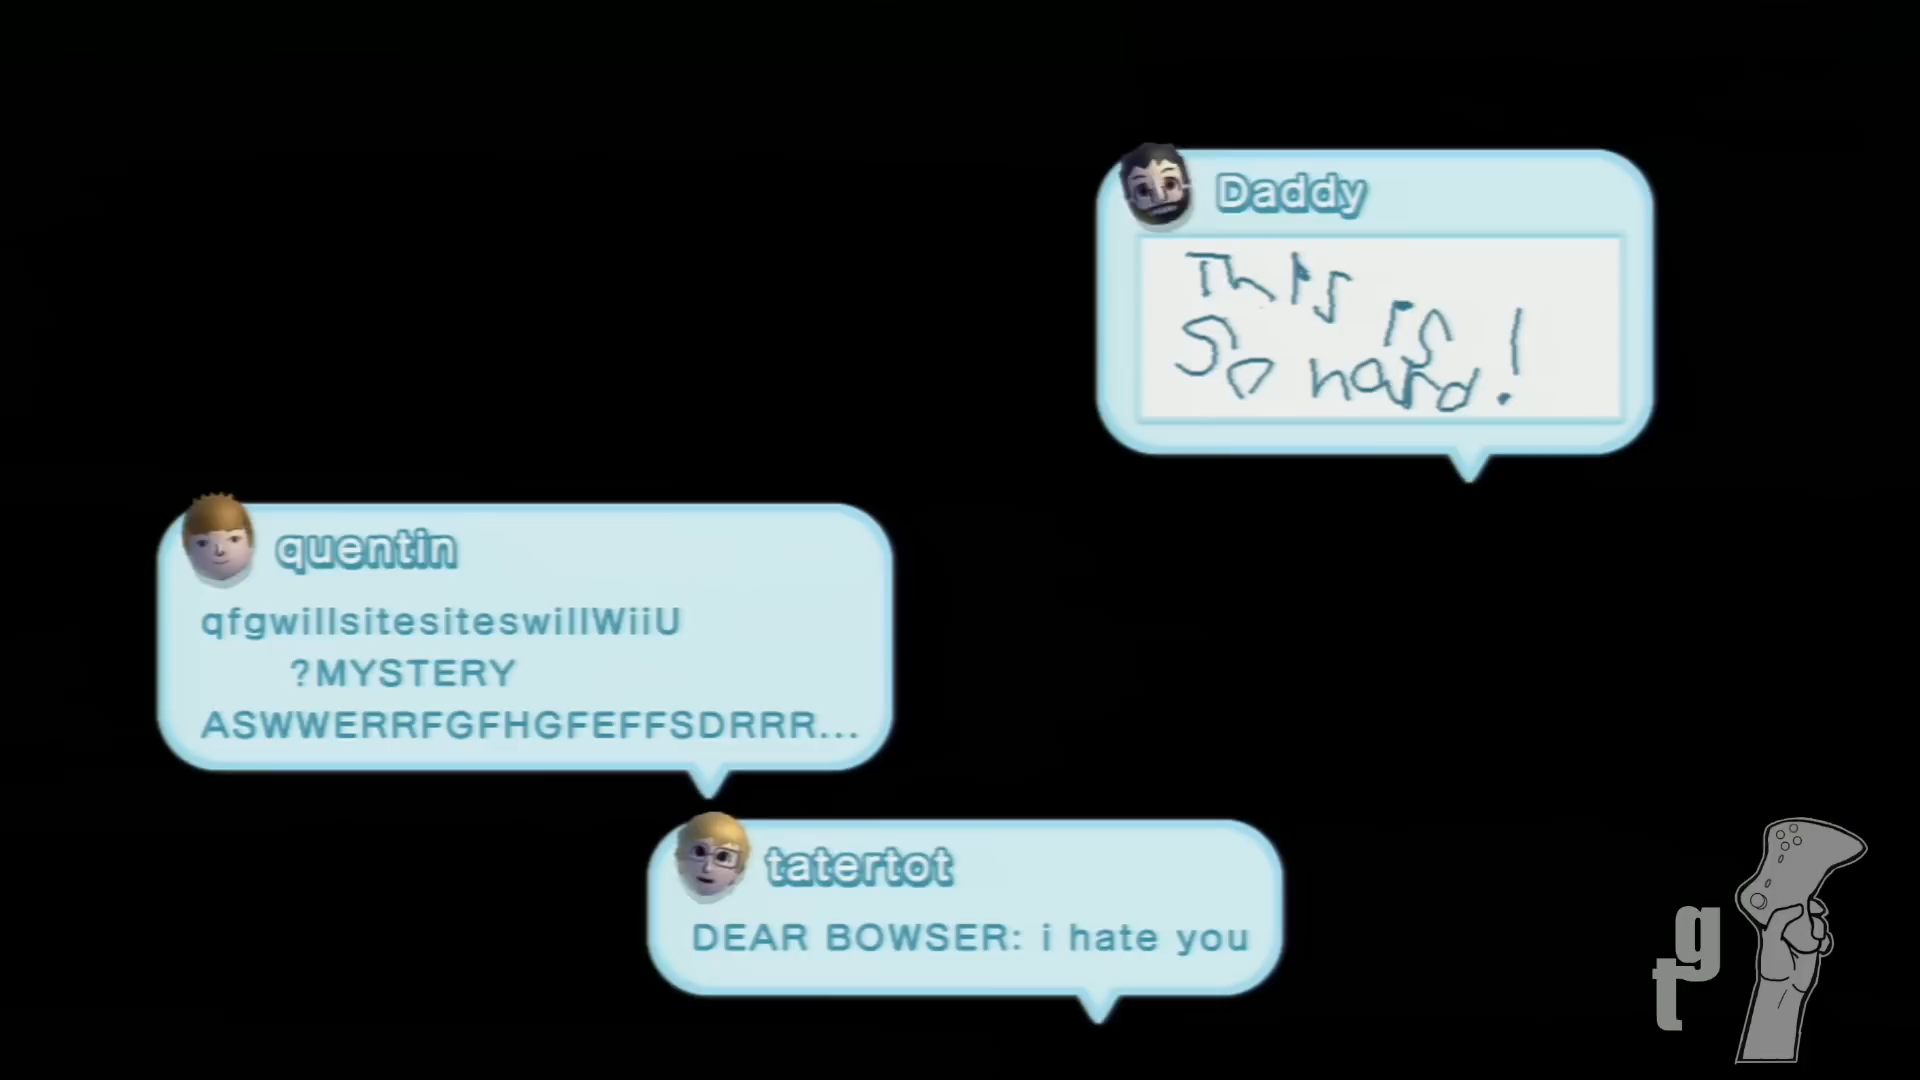 Daddy
This is
So hard!
quentin
qfgwillsitesiteswillWiiU
?MYSTERY
ASWWERRFGFHGFEFFSDRRR...
tatertot
DEAR BOWSER: i hate you
tg